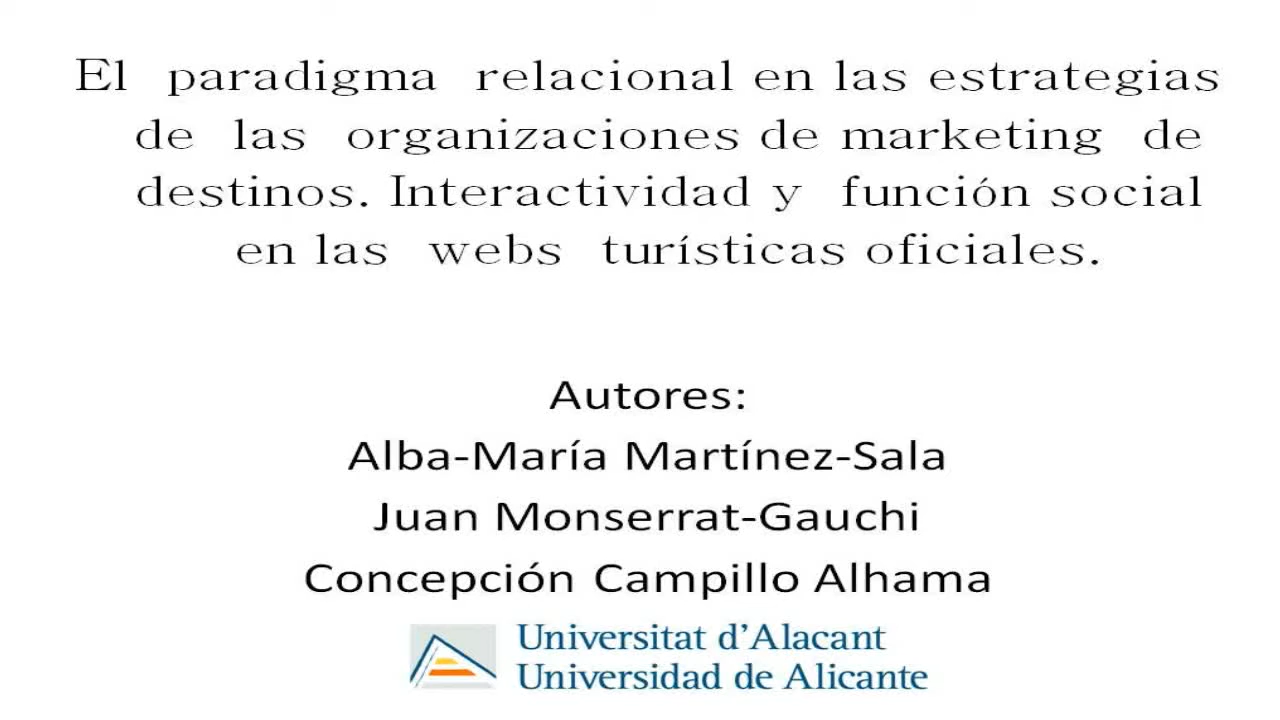 El paradigma relacional en las estrategias
de las organizaciones de marketing de
destinos. Interactividad y función social
en las webs turísticas oficiales.
Autores:
Alba-María Martínez-Sala
Juan Monserrat-Gauchi
Concepción Campillo Alhama
Universitat d'Alacant
Universidad de Alicante